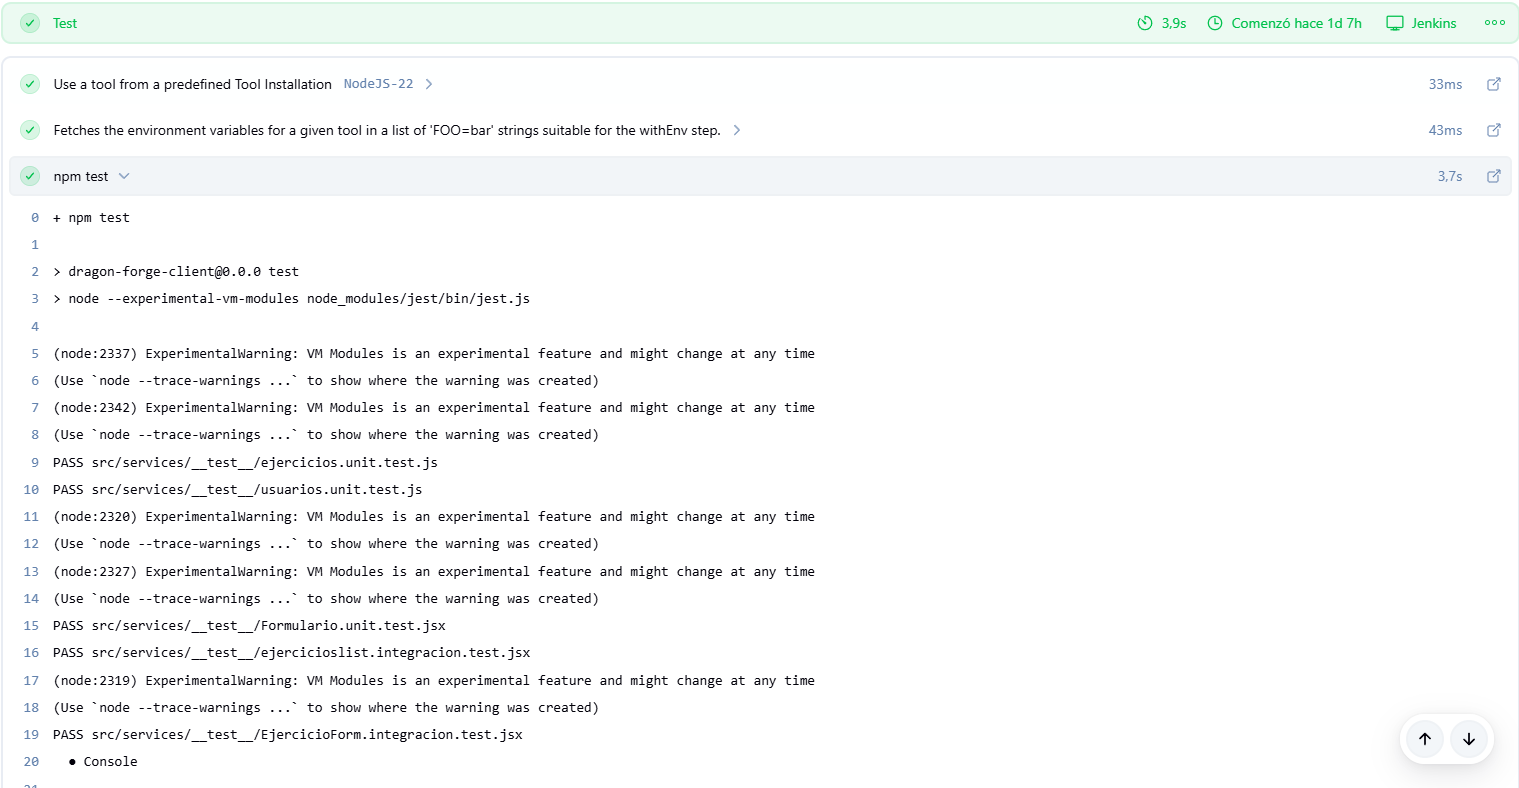 Test 3,9s Comenzó hace 1d 7h Jenkins
Use a tool from a predefined Tool Installation NodeJS-22 33ms
Fetches the environment variables for a given tool in a list of 'FOO=bar' strings suitable for the withEnv step. 43ms
npm test 3,7s
0 + npm test
1
2 > dragon-forge-client@0.0.0 test
3 > node --experimental-vm-modules node_modules/jest/bin/jest.js
4
5 (node:2337) ExperimentalWarning: VM Modules is an experimental feature and might change at any time
6 (Use `node --trace-warnings ...` to show where the warning was created)
7 (node:2342) ExperimentalWarning: VM Modules is an experimental feature and might change at any time
8 (Use `node --trace-warnings ...` to show where the warning was created)
9 PASS src/services/__test__/ejercicios.unit.test.js
10 PASS src/services/__test__/usuarios.unit.test.js
11 (node:2320) ExperimentalWarning: VM Modules is an experimental feature and might change at any time
12 (Use `node --trace-warnings ...` to show where the warning was created)
13 (node:2327) ExperimentalWarning: VM Modules is an experimental feature and might change at any time
14 (Use `node --trace-warnings ...` to show where the warning was created)
15 PASS src/services/__test__/Formulario.unit.test.jsx
16 PASS src/services/__test__/ejercicioslist.integracion.test.jsx
17 (node:2319) ExperimentalWarning: VM Modules is an experimental feature and might change at any time
18 (Use `node --trace-warnings ...` to show where the warning was created)
19 PASS src/services/__test__/EjercicioForm.integracion.test.jsx
20 ● Console